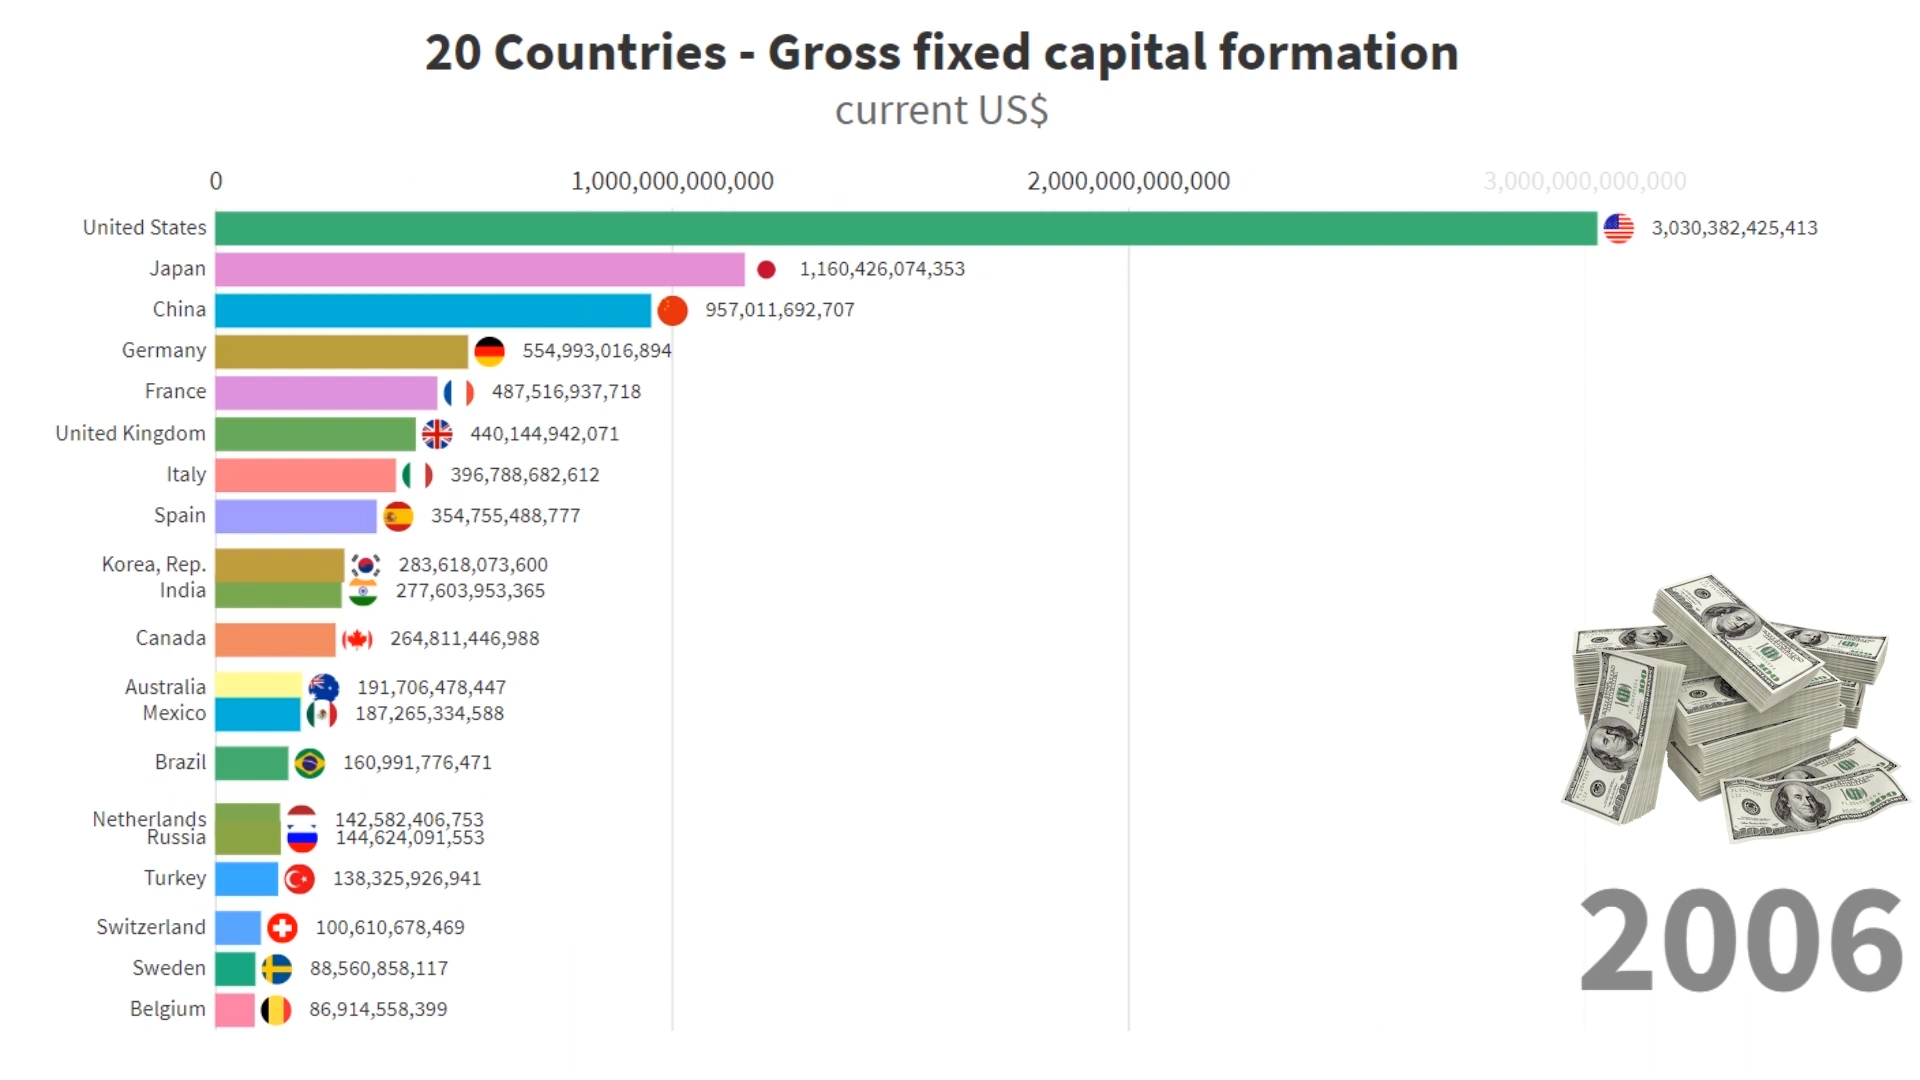 20 Countries - Gross fixed capital formation
current US$
0 1,000,000,000,000 2,000,000,000,000 3,000,000,000,000
United States 3,030,382,425,413
Japan 1,160,426,074,353
China 957,011,692,707
Germany 554,993,016,894
France 487,516,937,718
United Kingdom 440,144,942,071
Italy 396,788,682,612
Spain 354,755,488,777
Korea, Rep. 283,618,073,600
India 277,603,953,365
Canada 264,811,446,988
Australia 191,706,478,447
Mexico 187,265,334,588
Brazil 160,991,776,471
Netherlands 142,582,406,753
Russia 144,624,091,553
Turkey 138,325,926,941
Switzerland 100,610,678,469
Sweden 88,560,858,117
Belgium 86,914,558,399
2006